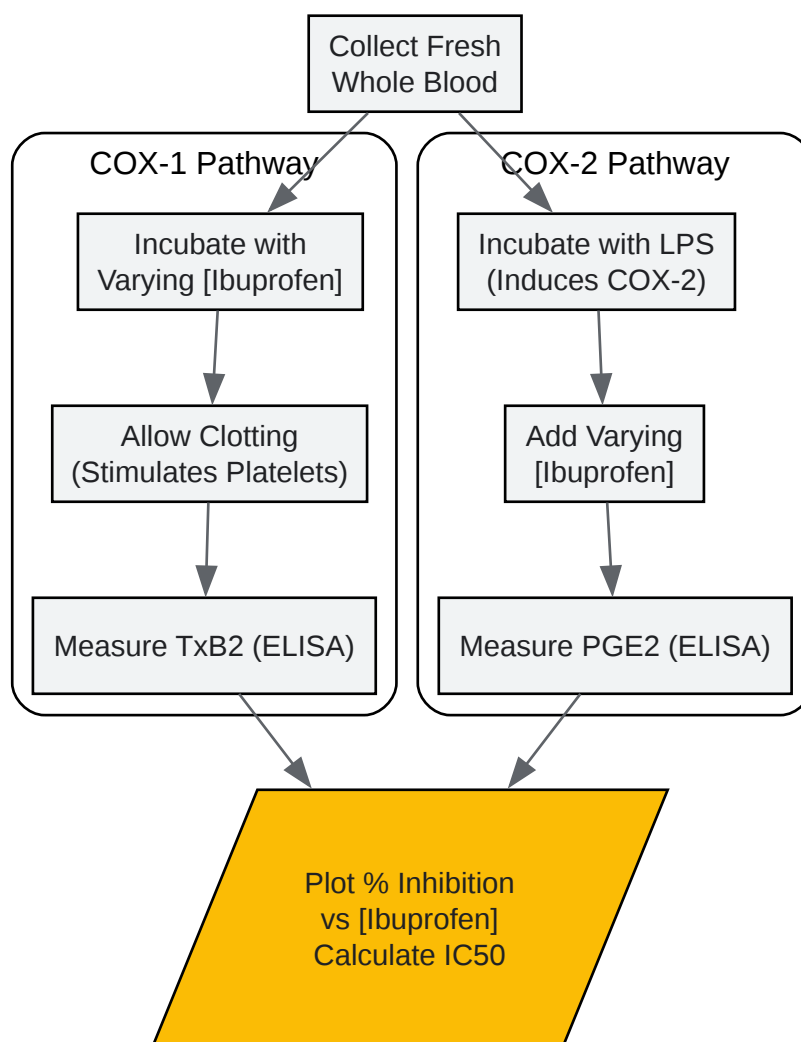 Collect Fresh
Whole Blood
COX-1 Pathway
Incubate with
Varying [Ibuprofen]
Allow Clotting
(Stimulates Platelets)
Measure TxB2 (ELISA)
COX-2 Pathway
Incubate with LPS
(Induces COX-2)
Add Varying
[Ibuprofen]
Measure PGE2 (ELISA)
Plot % Inhibition
vs [Ibuprofen]
Calculate IC50